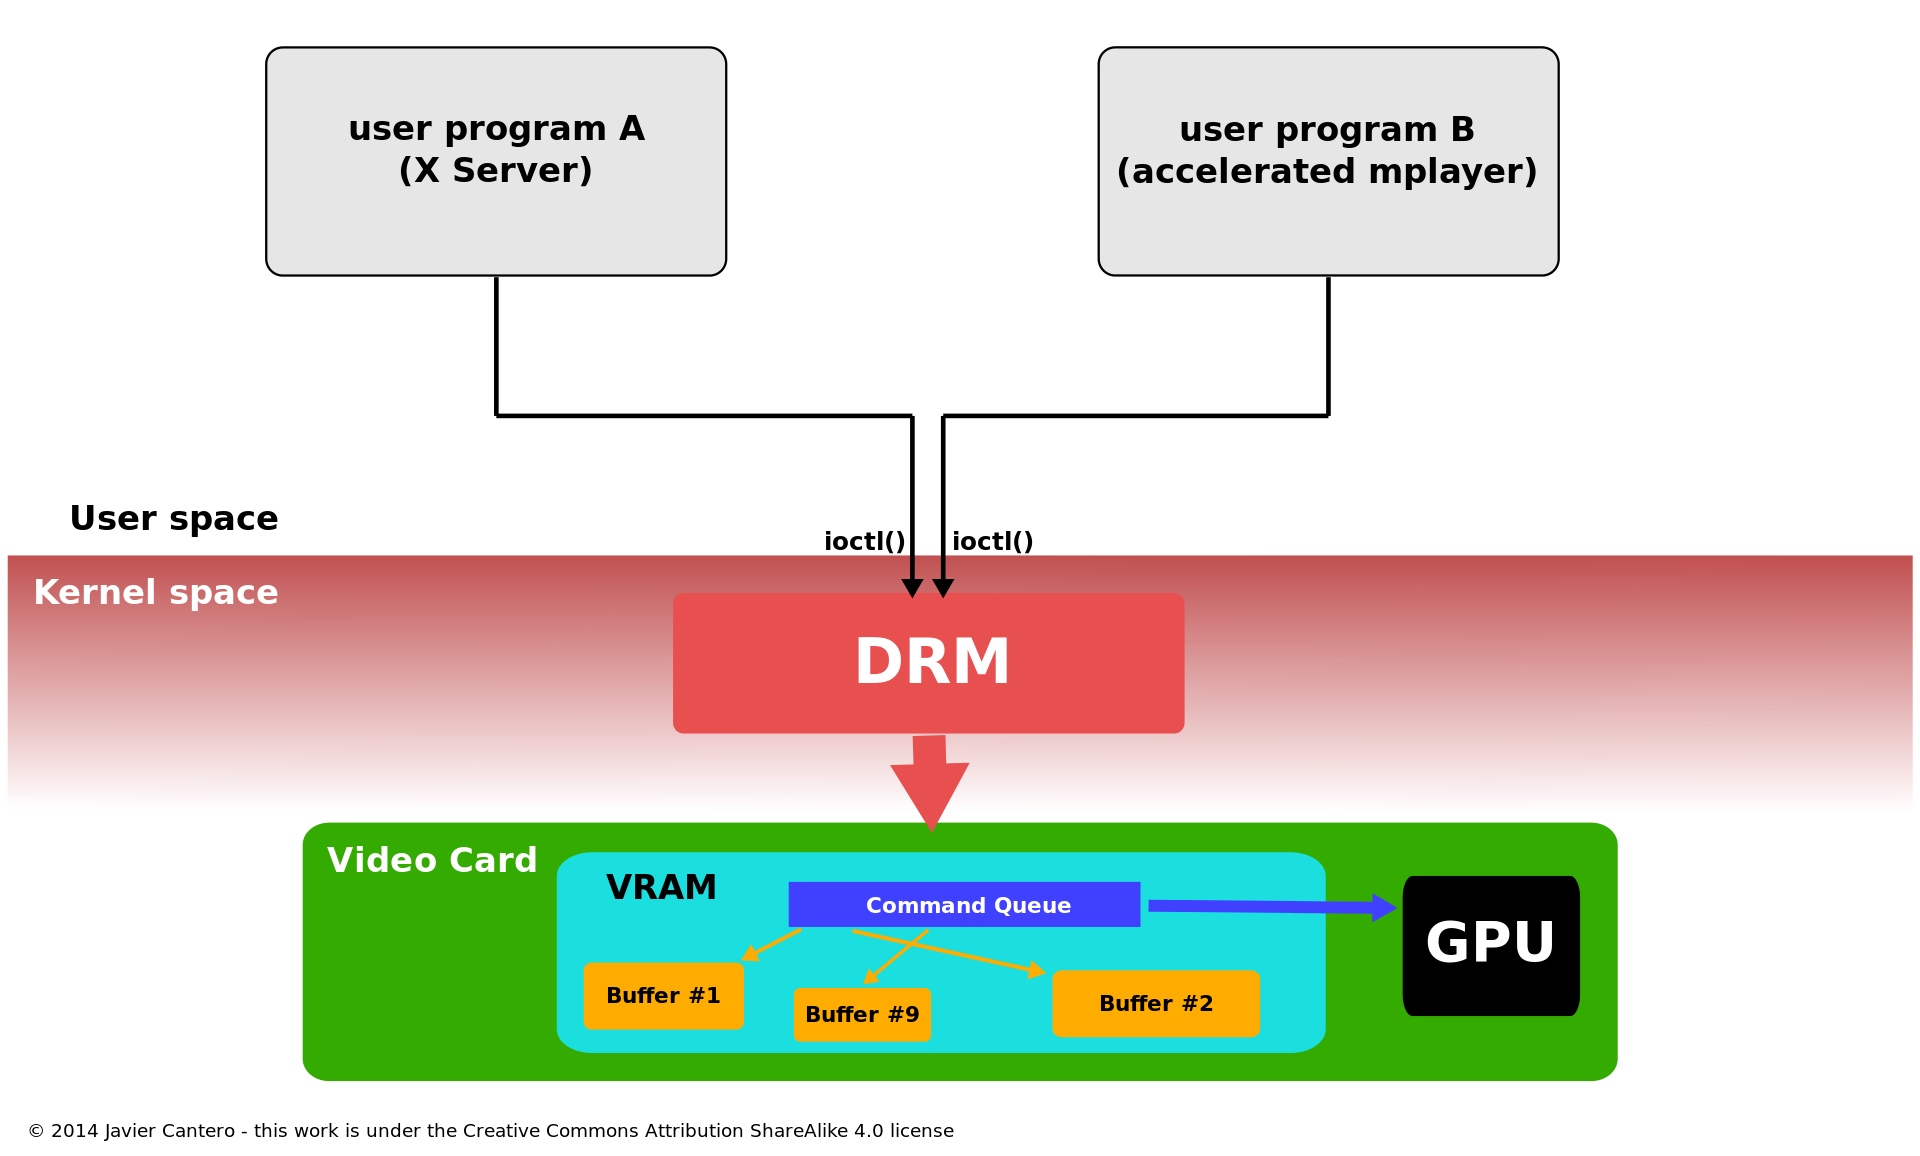 user program A
(X Server)
user program B
(accelerated mplayer)
User space
ioctl()
ioctl()
Kernel space
DRM
Video Card
VRAM
Command Queue
GPU
Buffer #1
Buffer #9
Buffer #2
© 2014 Javier Cantero - this work is under the Creative Commons Attribution ShareAlike 4.0 license